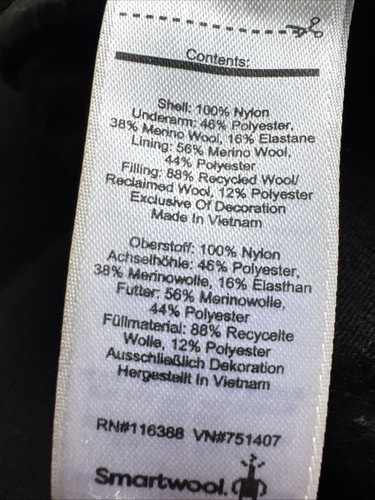 Contents:
Shell: 100% Nylon
Underarm: 46% Polyester,
38% Merino Wool, 16% Elastane
Lining: 56% Merino Wool,
44% Polyester
Filling: 88% Recycled Wool/
Reclaimed Wool, 12% Polyester
Exclusive Of Decoration
Made In Vietnam
Oberstoff: 100% Nylon
Achselhöhle: 46% Polyester,
38% Merinowolle, 16% Elasthan
Futter: 56% Merinowolle,
44% Polyester
Füllmaterial: 88% Recycelte
Wolle, 12% Polyester
Ausschließlich Dekoration
Hergestellt In Vietnam
RN#116388 VN#751407
Smartwool.